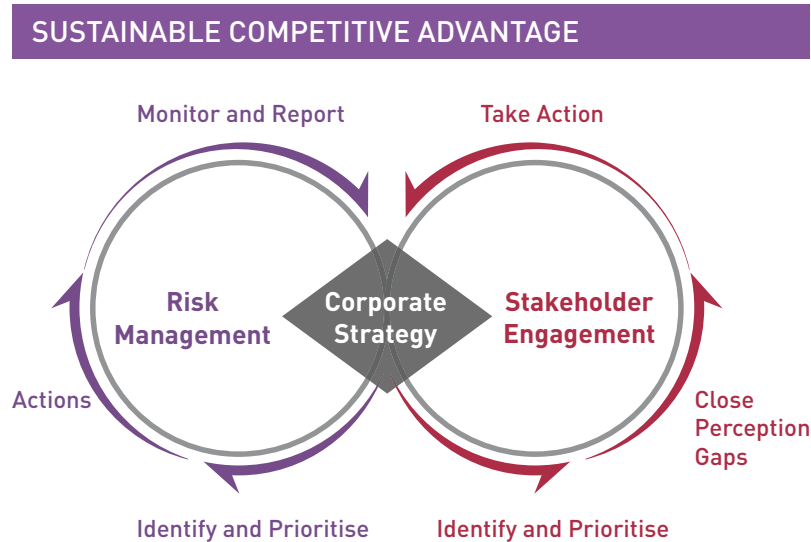 SUSTAINABLE COMPETITIVE ADVANTAGE
Monitor and Report
Take Action
Risk
Management
Corporate
Strategy
Stakeholder
Engagement
Actions
Close
Perception
Gaps
Identify and Prioritise
Identify and Prioritise